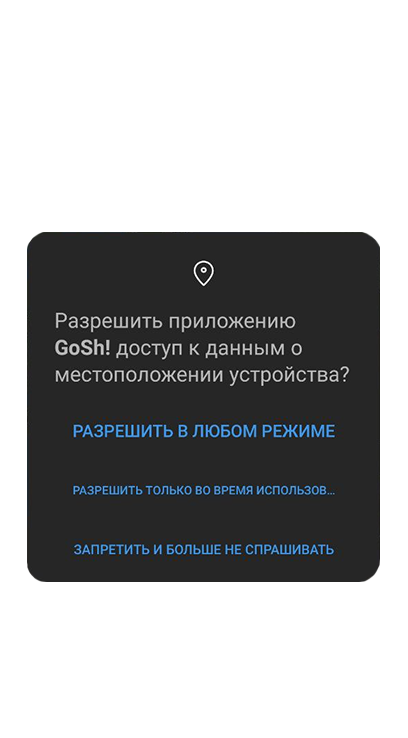 Разрешить приложению
GoSh! доступ к данным о
местоположении устройства?
РАЗРЕШИТЬ В ЛЮБОМ РЕЖИМЕ
РАЗРЕШИТЬ ТОЛЬКО ВО ВРЕМЯ ИСПОЛЬЗОВ...
ЗАПРЕТИТЬ И БОЛЬШЕ НЕ СПРАШИВАТЬ